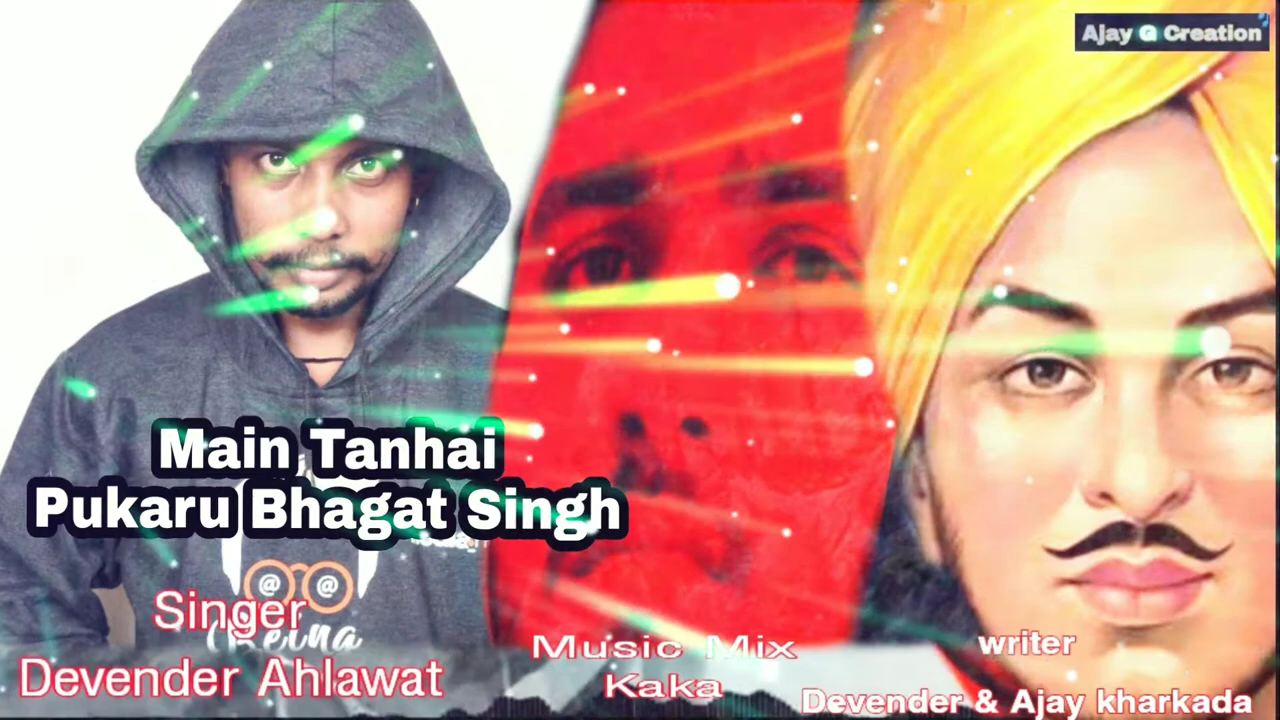 Ajay G Creation
Main Tanhai
Pukaru Bhagat Singh
@ @
Singer
Devender Ahlawat
Music Mix
Kaka
writer
Devender & Ajay kharkada